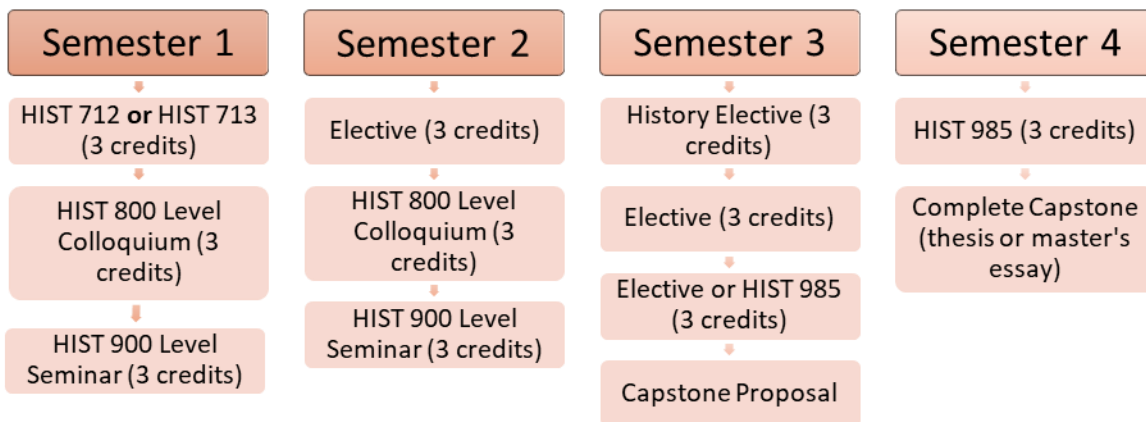 Semester 1
HIST 712 or HIST 713
(3 credits)
HIST 800 Level
Colloquium (3
credits)
HIST 900 Level
Seminar (3 credits)
Semester 2
Elective (3 credits)
HIST 800 Level
Colloquium (3
credits)
HIST 900 Level
Seminar (3 credits)
Semester 3
History Elective (3
credits)
Elective (3 credits)
Elective or HIST 985
(3 credits)
Capstone Proposal
Semester 4
HIST 985 (3 credits)
Complete Capstone
(thesis or master's
essay)